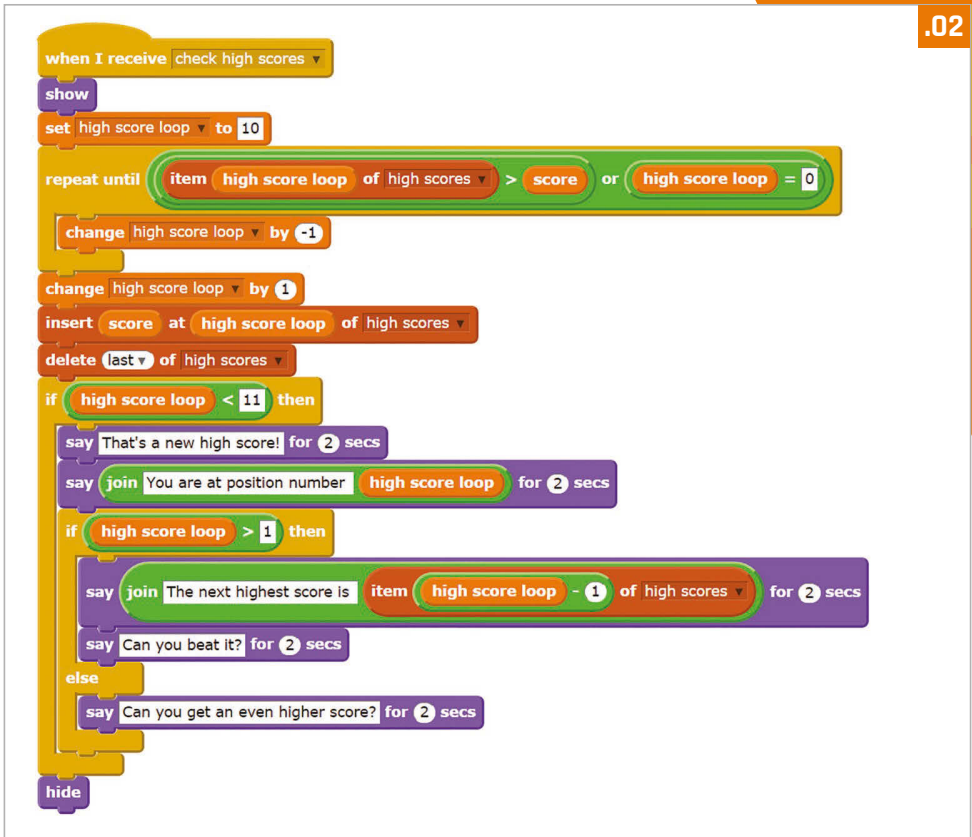 .02
when I receive check high scores
show
set high score loop to 10
repeat until item high score loop of high scores > score or high score loop = 0
change high score loop by -1
change high score loop by 1
insert score at high score loop of high scores
delete last of high scores
if high score loop < 11 then
say That's a new high score! for 2 secs
say join You are at position number high score loop for 2 secs
if high score loop > 1 then
say join The next highest score is item high score loop - 1 of high scores for 2 secs
say Can you beat it? for 2 secs
else
say Can you get an even higher score? for 2 secs
hide